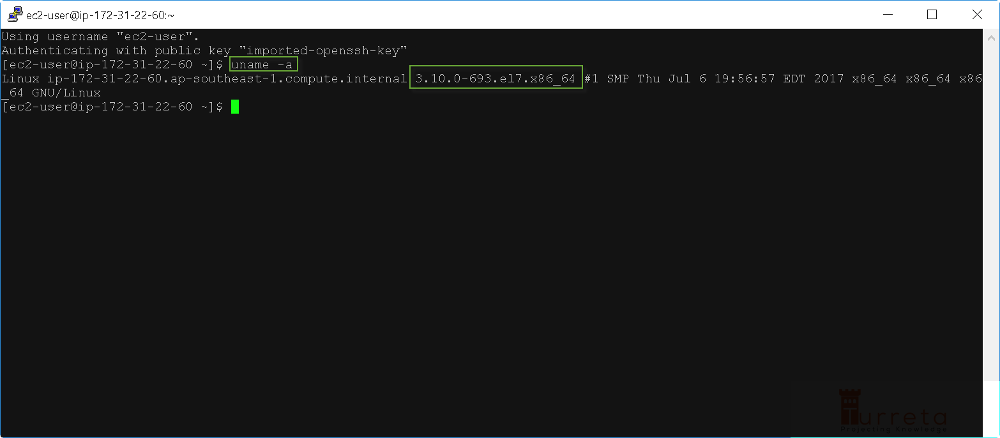 ec2-user@ip-172-31-22-60:~
Using username "ec2-user".
Authenticating with public key "imported-openssh-key"
[ec2-user@ip-172-31-22-60 ~]$ uname -a
Linux ip-172-31-22-60.ap-southeast-1.compute.internal 3.10.0-693.el7.x86_64 #1 SMP Thu Jul 6 19:56:57 EDT 2017 x86_64 x86_64 x86
_64 GNU/Linux
[ec2-user@ip-172-31-22-60 ~]$
Turreta
Projecting Knowledge